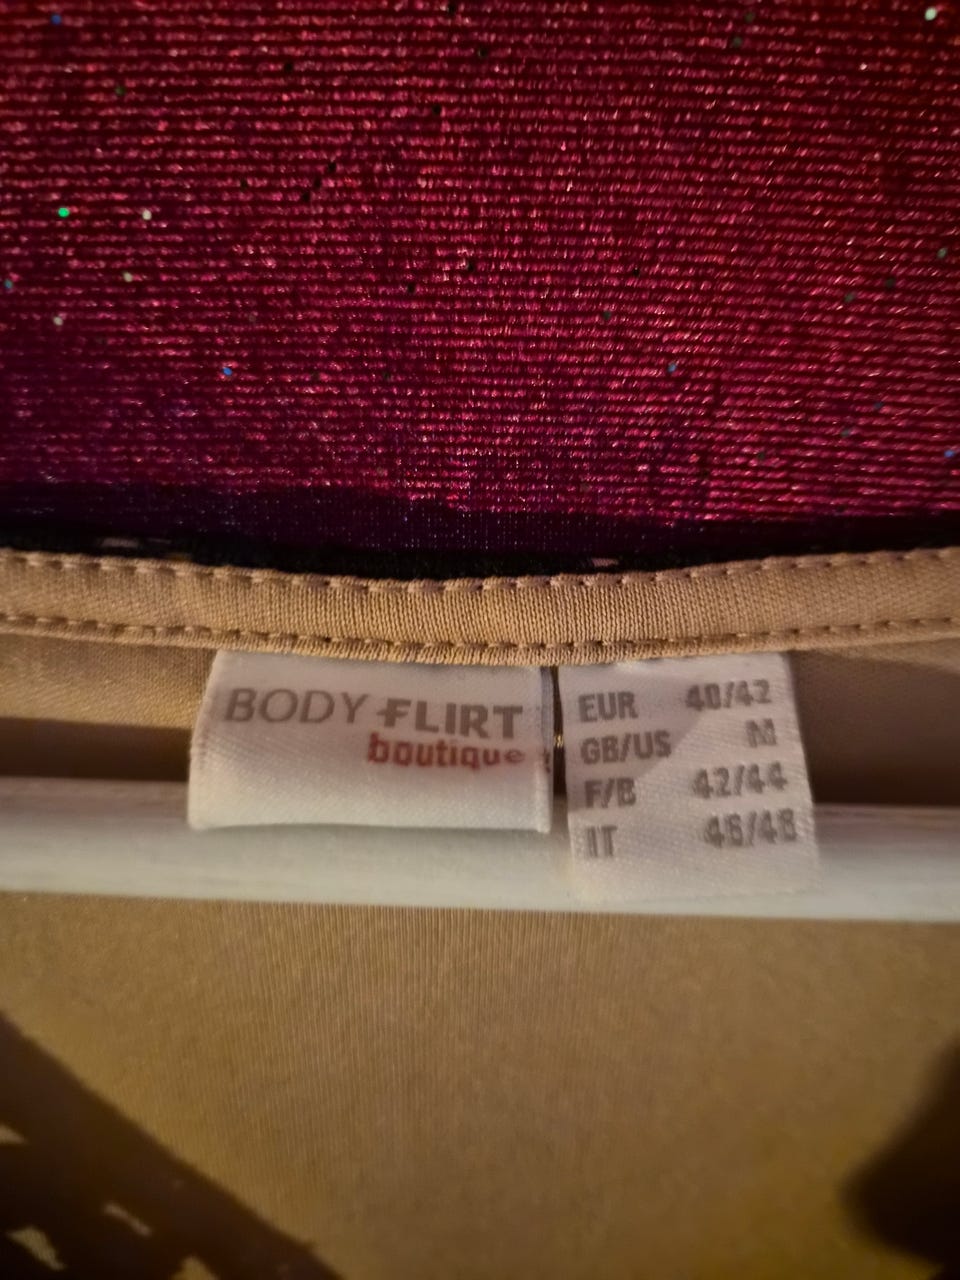 BODY FLIRT
boutique
EUR 40/42
GB/US M
F/B 42/44
IT 46/48